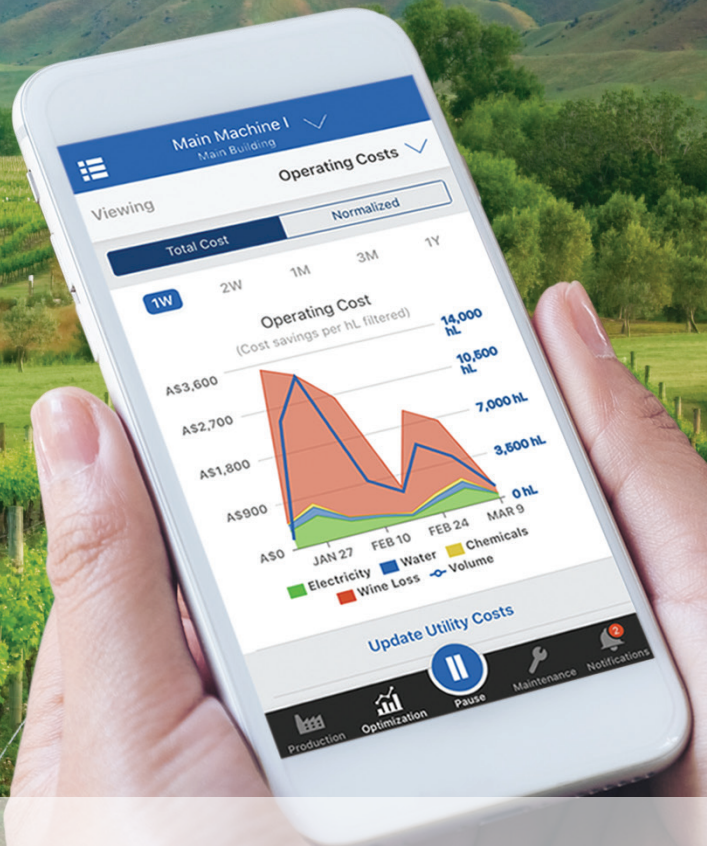 Main Machine I
Main Building
Viewing
Operating Costs
Total Cost
Normalized
1W
2W
1M
3M
1Y
Operating Cost
(Cost savings per hL filtered)
A$3,600
A$2,700
A$1,800
A$900
A$0
14,000
hL
10,500
hL
7,000 hL
3,500 hL
0 hL
JAN 27
FEB 10
FEB 24
MAR 9
Electricity
Water
Chemicals
Wine Loss
Volume
Update Utility Costs
Production
Optimization
Pause
Maintenance
2
Notifications